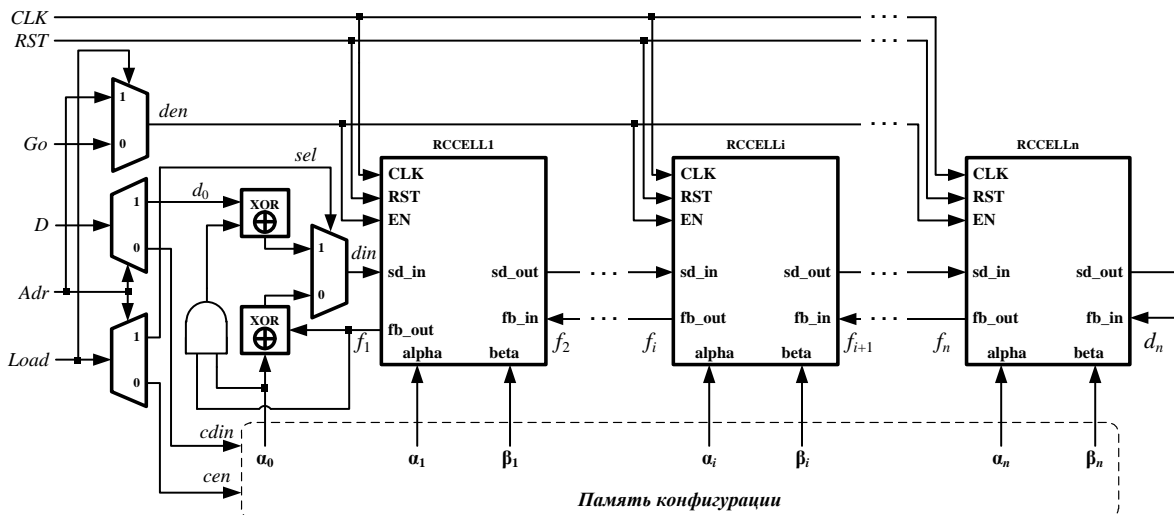 CLK
RST
1
den
Go
0
RCCELL1
RCCELLi
RCCELLn
sel
CLK
CLK
CLK
d0
XOR
RST
RST
RST
1
EN
EN
EN
D
1
din
0
sd_in
sd_out
sd_in
sd_out
sd_in
sd_out
Adr
0
1
XOR
fb_out
fb_in
fb_out
fb_in
fb_out
fb_in
f1
f2
fi
fi+1
fn
dn
Load
alpha
beta
alpha
beta
alpha
beta
0
cdin
α0
α1
β1
αi
βi
αn
βn
cen
Память конфигурации